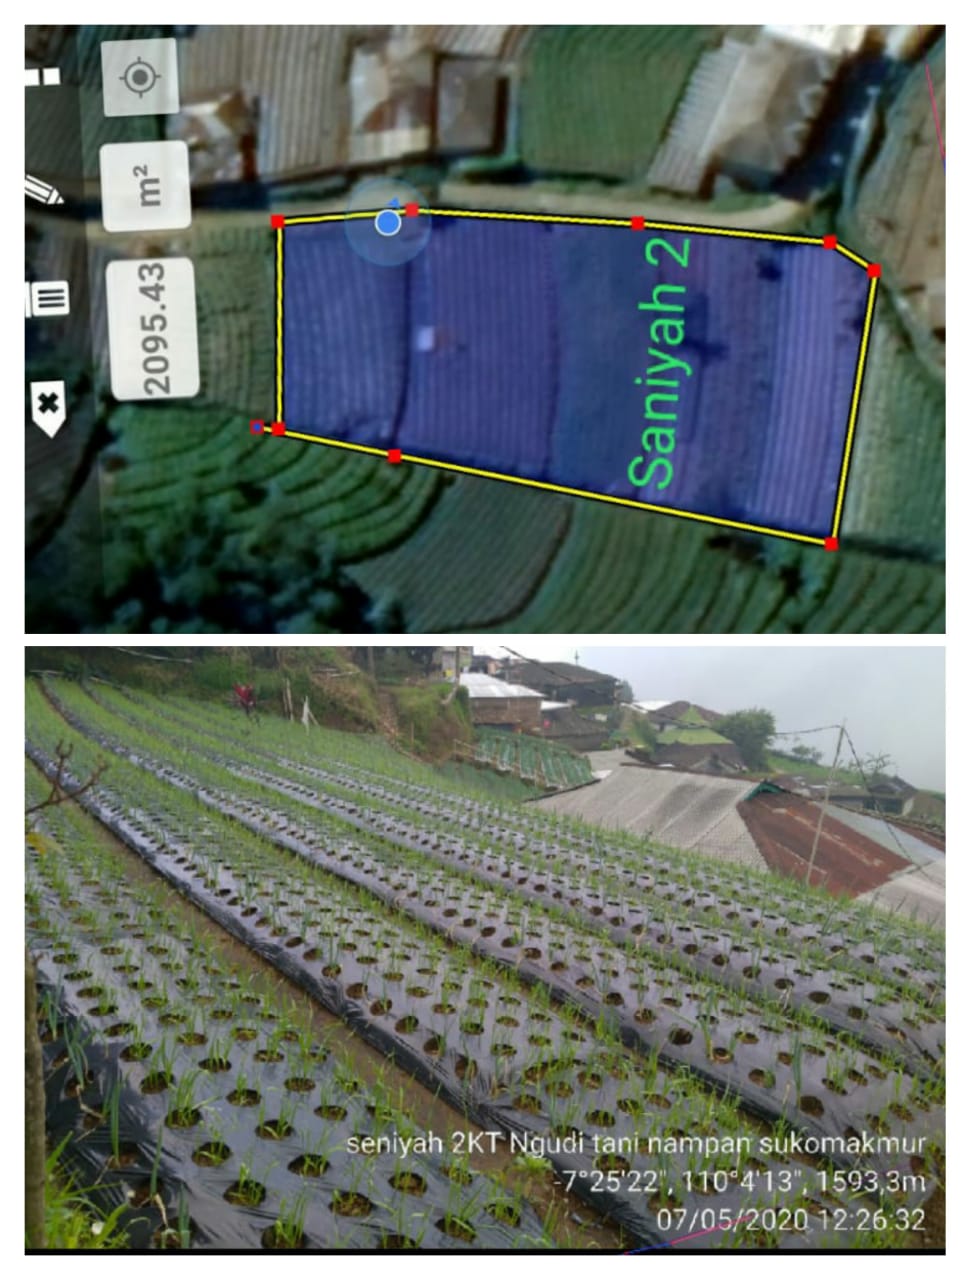 m²
2095.43
Saniyah 2
seniyah 2KT Ngudi tani nampan sukomakmur
-7°25'22", 110°4'13", 1593,3m
07/05/2020 12:26:32